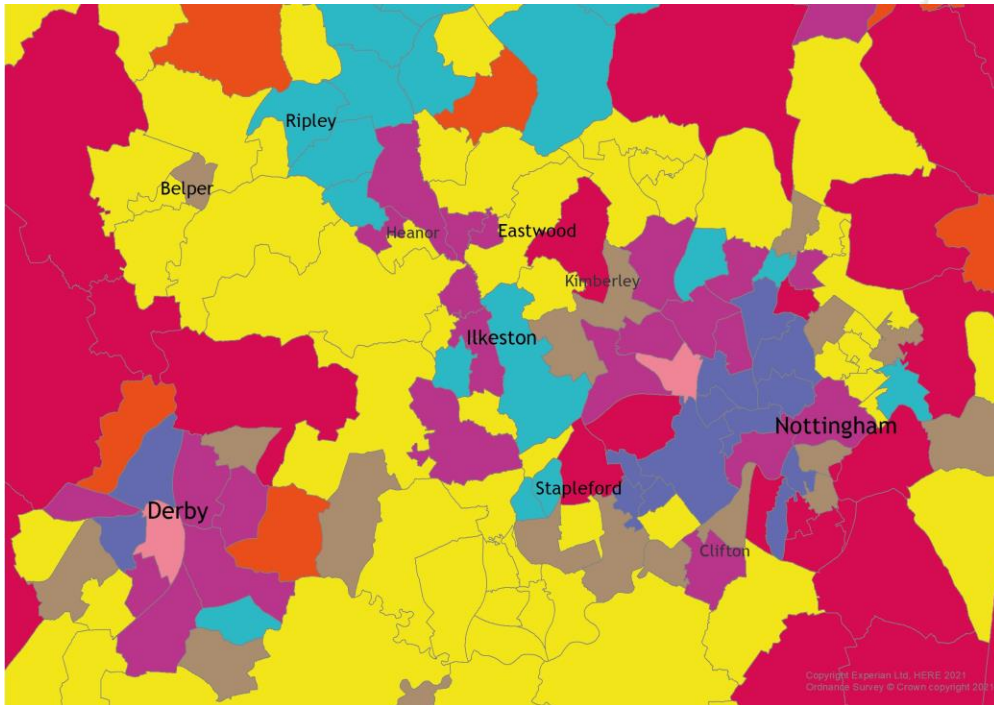 Ripley
Belper
Heanor
Eastwood
Kimberley
Ilkeston
Nottingham
Stapleford
Derby
Clifton
Copyright Experian Ltd, HERE 2021
Ordnance Survey © Crown copyright 2021